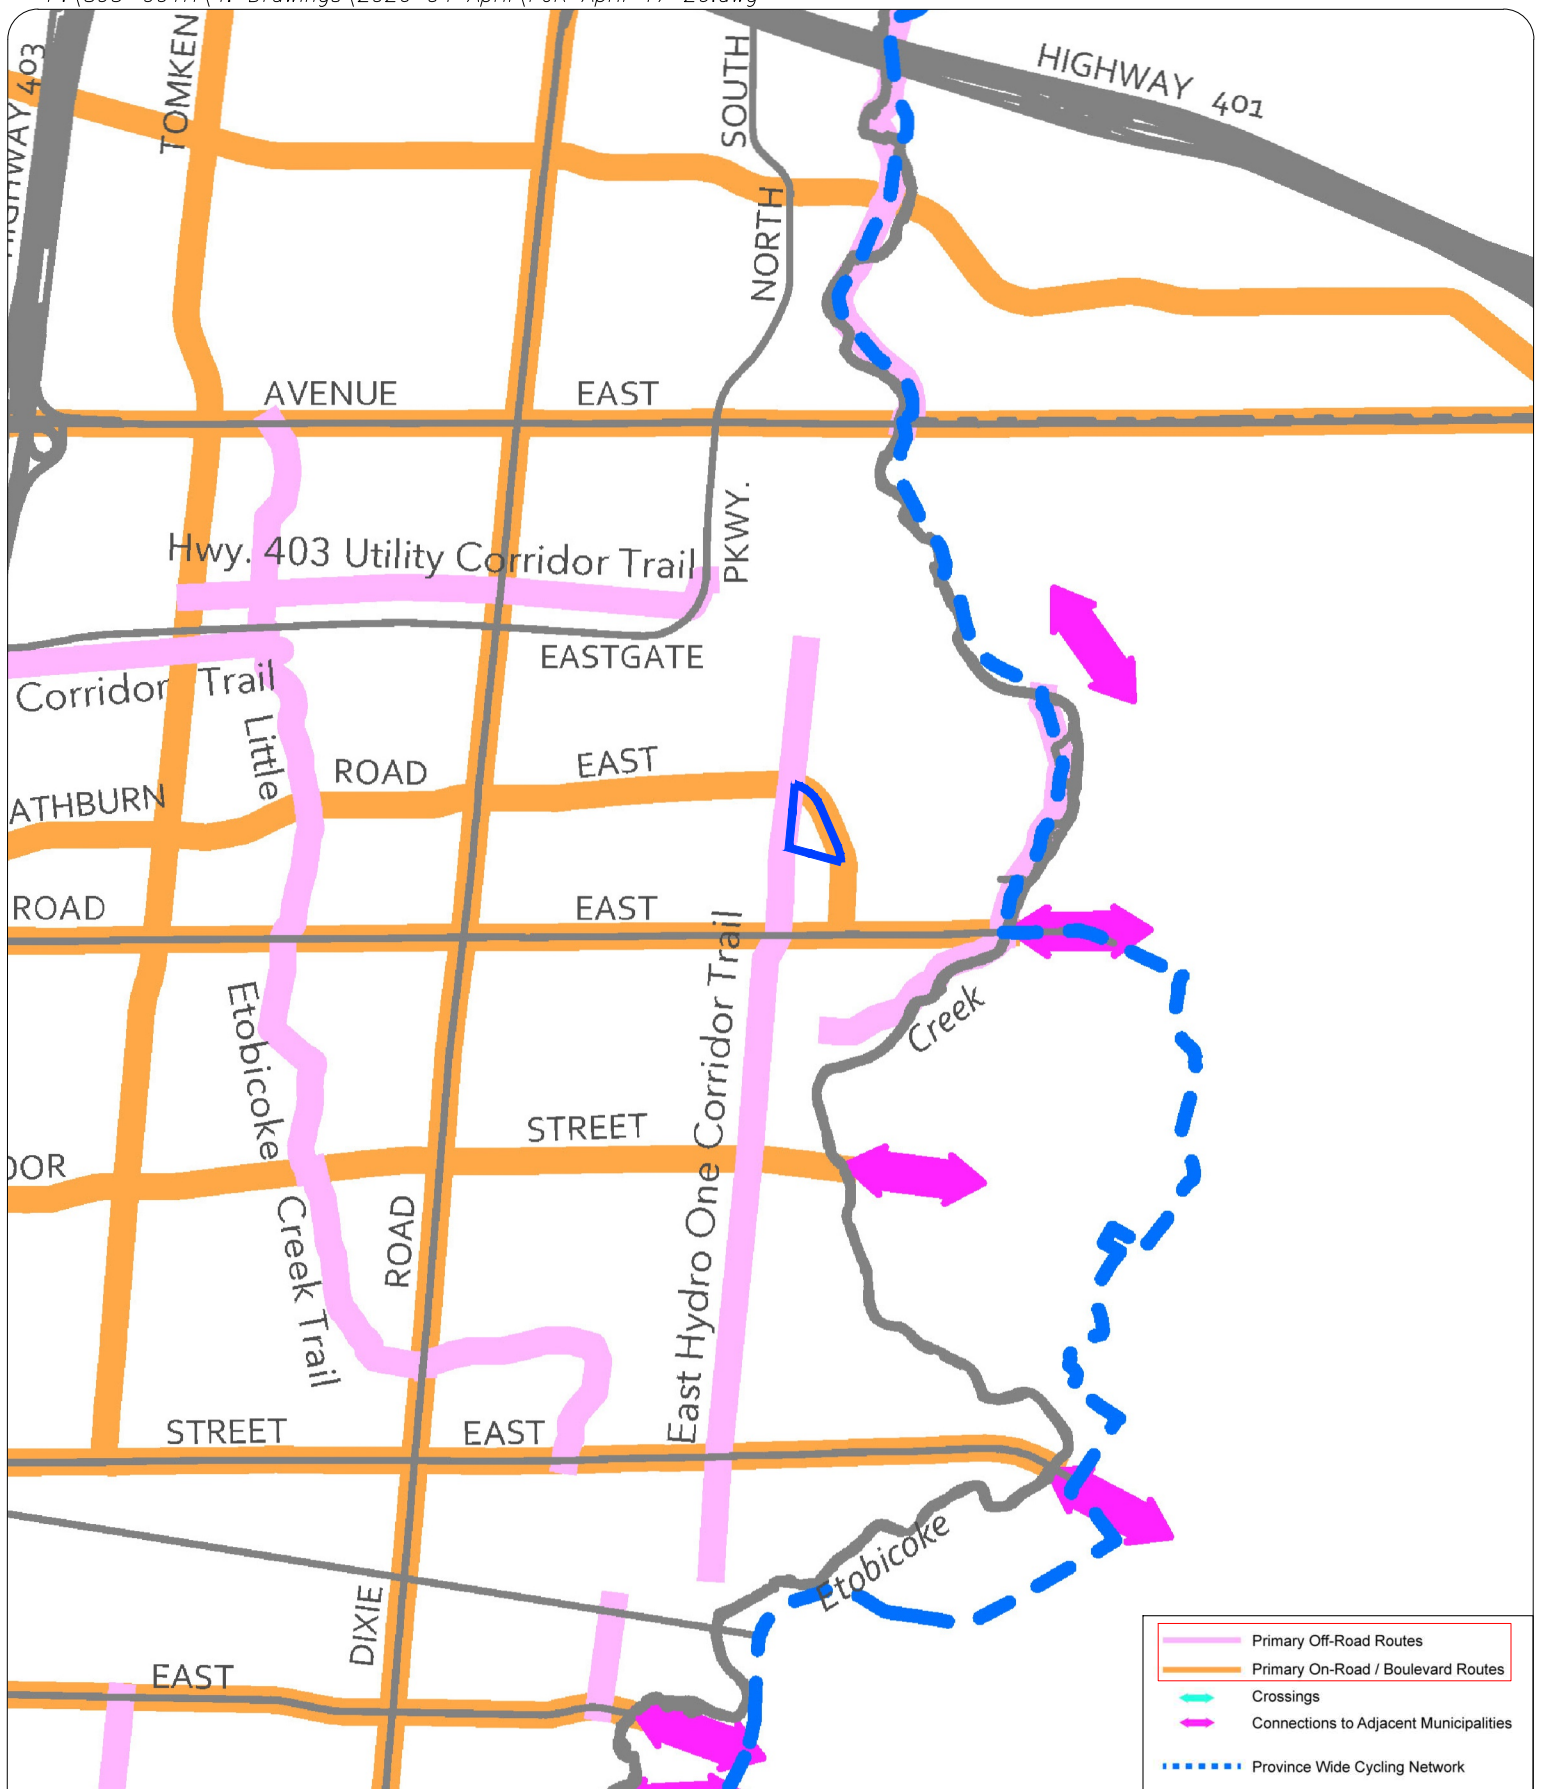 HIGHWAY 401
403
TOMKEN
SOUTH
NORTH
AVENUE
EAST
PKWY.
Hwy. 403 Utility Corridor Trail
EASTGATE
Corridor Trail
Little
ROAD
EAST
ATHBURN
ROAD
EAST
Etobicoke
Creek
East Hydro One Corridor Trail
STREET
OOR
Creek Trail
ROAD
STREET
EAST
Etobicoke
DIXIE
EAST
Primary Off-Road Routes
Primary On-Road / Boulevard Routes
Crossings
Connections to Adjacent Municipalities
Province Wide Cycling Network